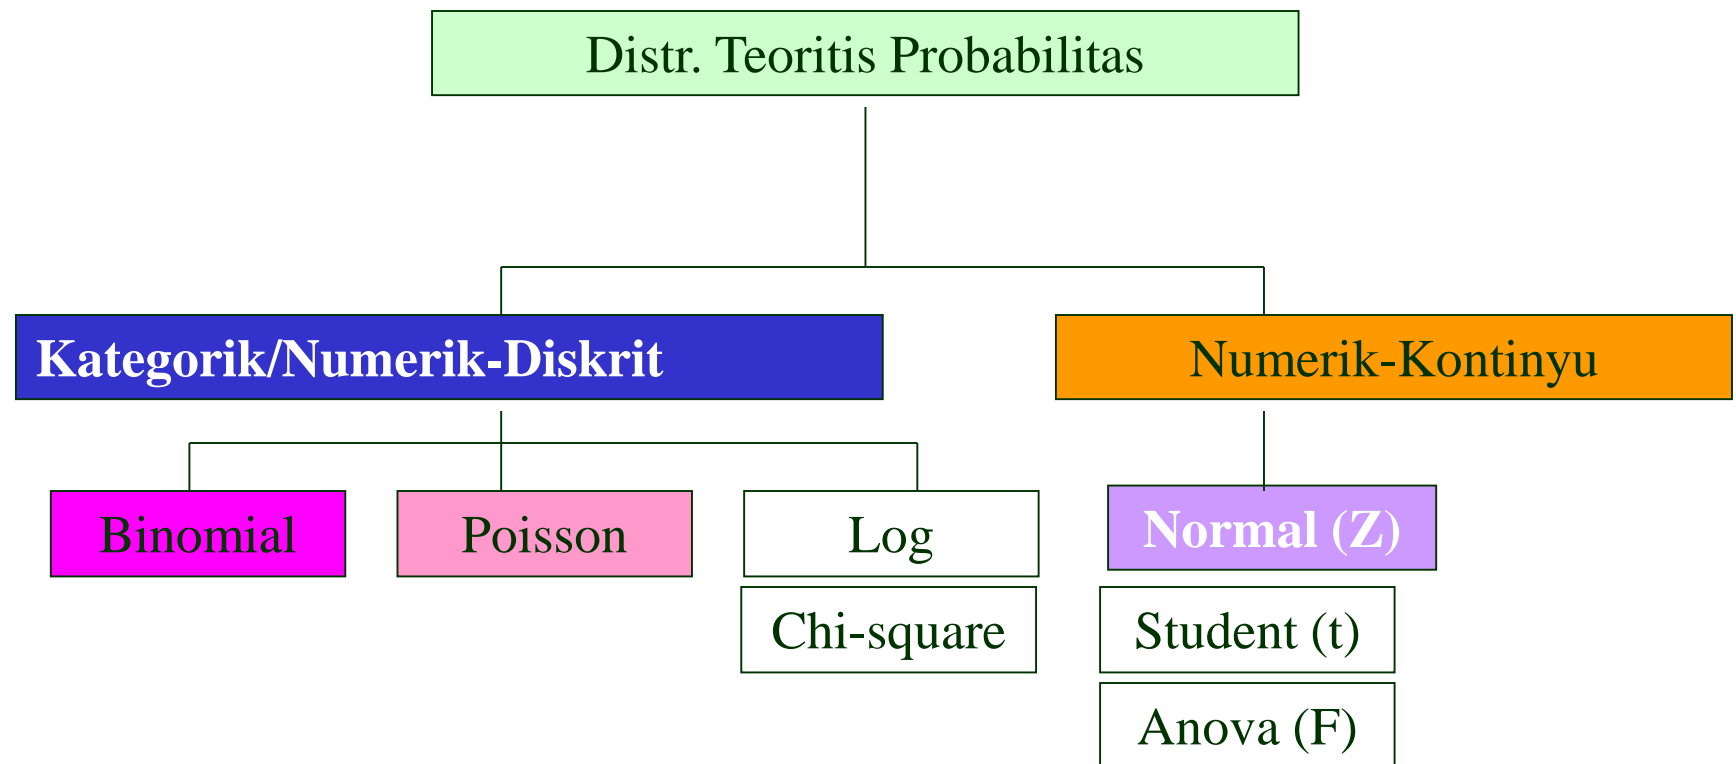 Distr. Teoritis Probabilitas
Kategorik/Numerik-Diskrit
Numerik-Kontinyu
Binomial
Poisson
Log
Normal (Z)
Chi-square
Student (t)
Anova (F)